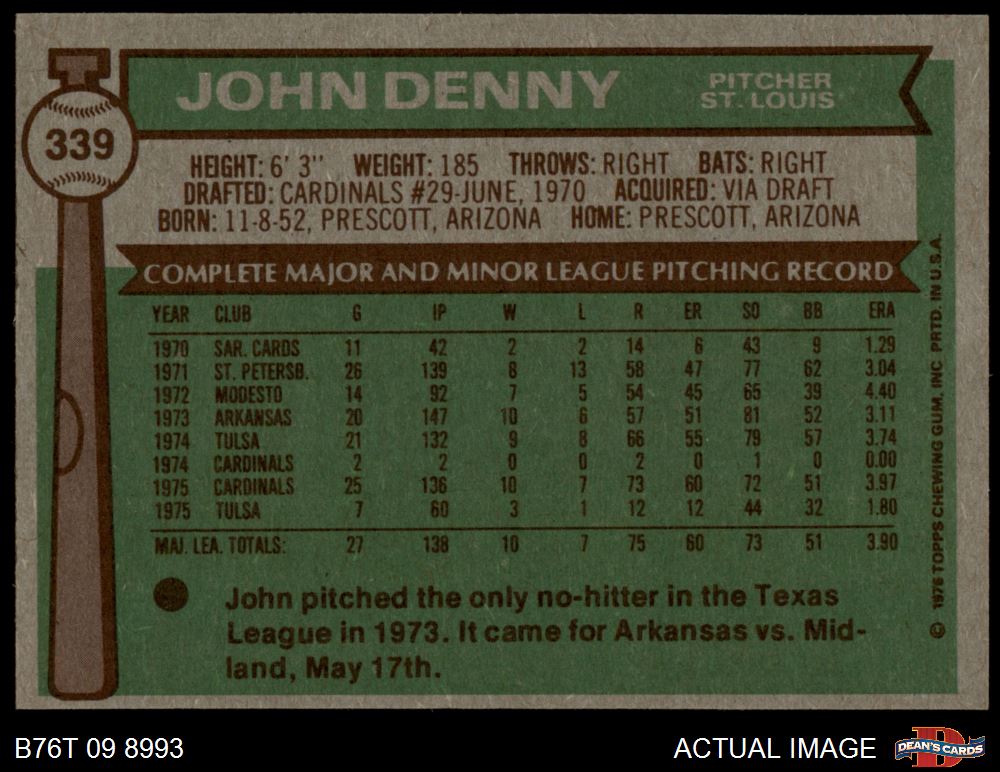 JOHN DENNY
PITCHER
ST. LOUIS
339
HEIGHT: 6' 3" WEIGHT: 185 THROWS: RIGHT BATS: RIGHT
DRAFTED: CARDINALS #29-JUNE, 1970 ACQUIRED: VIA DRAFT
BORN: 11-8-52, PRESCOTT, ARIZONA HOME: PRESCOTT, ARIZONA
COMPLETE MAJOR AND MINOR LEAGUE PITCHING RECORD
YEAR CLUB G IP W L R ER SO BB ERA
1970 SAR. CARDS 11 42 2 2 14 6 43 9 1.29
1971 ST. PETERSB. 26 139 8 13 58 47 77 62 3.04
1972 MODESTO 14 92 7 5 54 45 65 39 4.40
1973 ARKANSAS 20 147 10 6 57 51 81 52 3.11
1974 TULSA 21 132 9 8 66 55 79 57 3.74
1974 CARDINALS 2 2 0 0 2 0 1 0 0.00
1975 CARDINALS 25 136 10 7 73 60 72 51 3.97
1975 TULSA 7 60 3 1 12 12 44 32 1.80
MAJ. LEA. TOTALS: 27 138 10 7 75 60 73 51 3.90
John pitched the only no-hitter in the Texas
League in 1973. It came for Arkansas vs. Mid-
land, May 17th.
© 1976 TOPPS CHEWING GUM, INC PRTD. IN U.S.A.
B76T 09 8993
ACTUAL IMAGE
DEAN'S CARDS